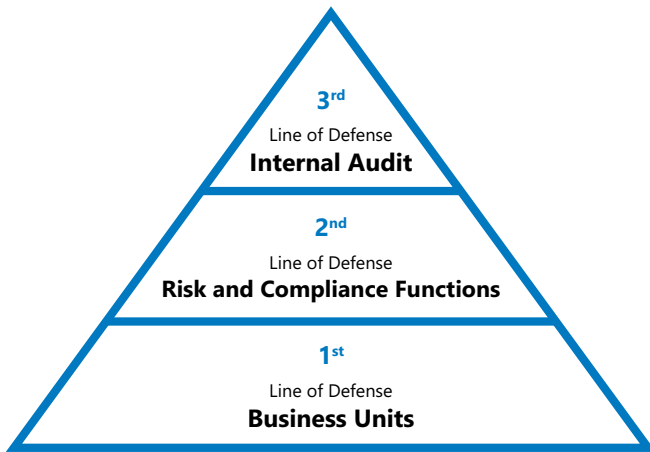 3rd
Line of Defense
Internal Audit
2nd
Line of Defense
Risk and Compliance Functions
1st
Line of Defense
Business Units